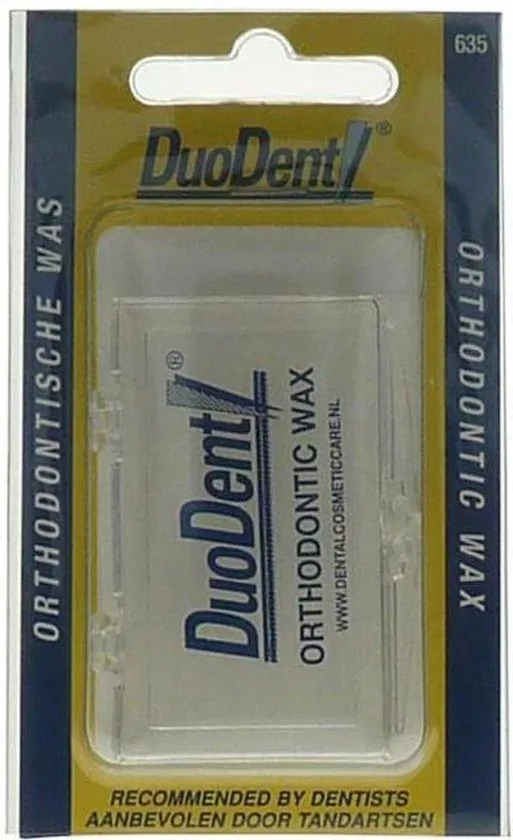 635
DuoDent®
ORTHODONTISCHE WAS
ORTHODONTIC WAX
DuoDent®
ORTHODONTIC WAX
WWW.DENTALCOSMETICCARE.NL
RECOMMENDED BY DENTISTS
AANBEVOLEN DOOR TANDARTSEN